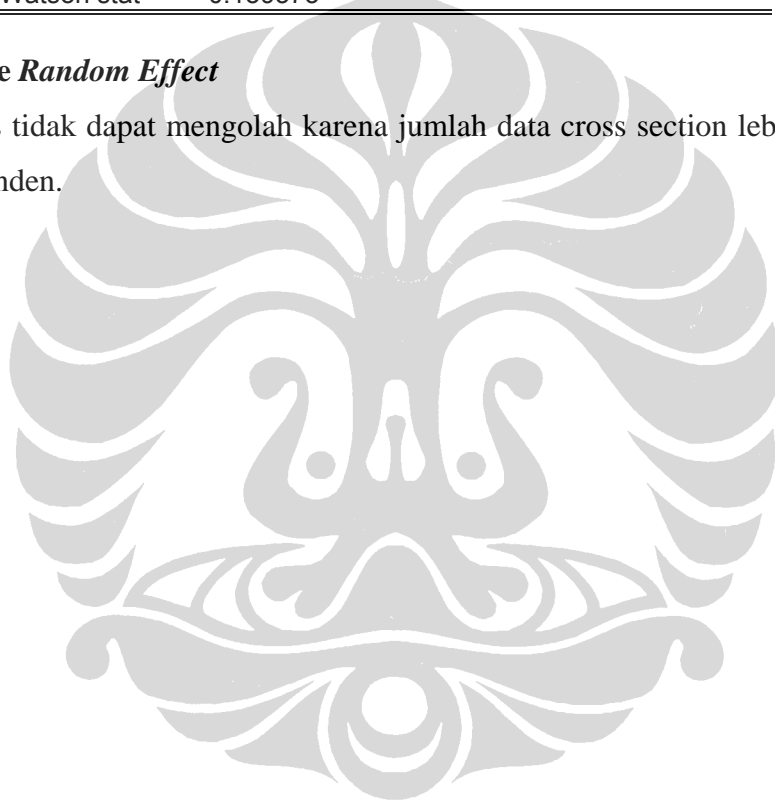 e Random Effect
tidak dapat mengolah karena jumlah data cross section leb
nden.